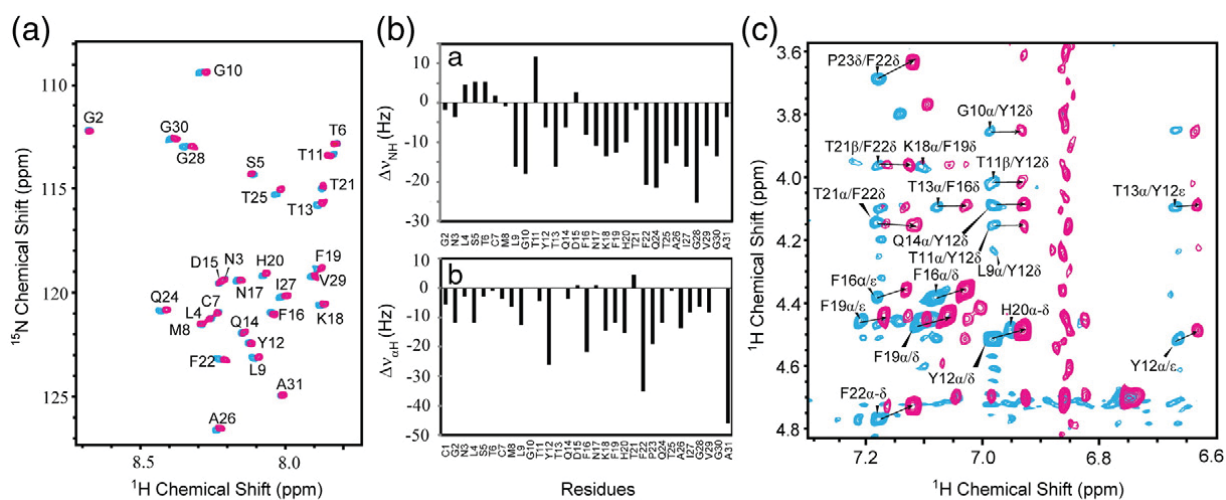 (a)
110
115
120
125
¹⁵N Chemical Shift (ppm)
G10
G2
G30
G28
T6
T11
S5
T25
T21
T13
F19
N3
D15
H20
V29
N17
I27
Q24
C7
L4
M8
F16
K18
Q14
Y12
F22
L9
A31
A26
8.5
8.0
¹H Chemical Shift (ppm)
(b)
a
20
10
0
-10
-20
-30
Δν_NH (Hz)
G2 N3 L4 S5 T6 C7 M8 L9 G10 T11 Y12 T13 Q14 D15 F16 N17 K18 F19 H20 T21 F22 Q24 T25 A26 I27 G28 V29 G30 A31
b
10
0
-10
-20
-30
-40
-50
Δν_αH (Hz)
C1 G2 N3 L4 S5 T6 C7 M8 L9 G10 T11 Y12 T13 Q14 D15 F16 N17 K18 F19 H20 T21 F22 P23 Q24 T25 A26 I27 G28 V29 G30 A31
Residues
(c)
3.6
3.8
4.0
4.2
4.4
4.6
4.8
¹H Chemical Shift (ppm)
P23δ/F22δ
G10α/Y12δ
T21β/F22δ
K18α/F19δ
T11β/Y12δ
T21α/F22δ
T13α/F16δ
T13α/Y12ε
Q14α/Y12δ
T11α/Y12δ
F16α/ε
F16α/δ
L9α/Y12δ
F19α/ε
H20α-δ
F19α/δ
Y12α/δ
Y12α/ε
F22α-δ
7.2
7.0
6.8
6.6
¹H Chemical Shift (ppm)